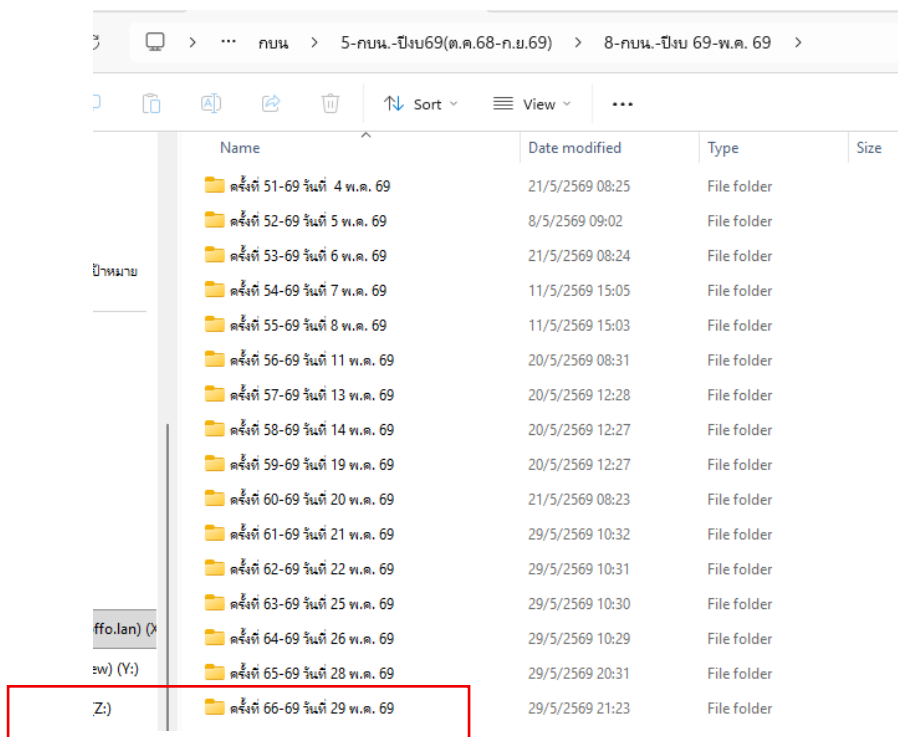 > ... กบน > 5-กบน.-ปีงบ69(ต.ค.68-ก.ย.69) > 8-กบน.-ปีงบ 69-พ.ค. 69 >
Sort View ...
Name Date modified Type Size
ครั้งที่ 51-69 วันที่ 4 พ.ค. 69 21/5/2569 08:25 File folder
ครั้งที่ 52-69 วันที่ 5 พ.ค. 69 8/5/2569 09:02 File folder
ครั้งที่ 53-69 วันที่ 6 พ.ค. 69 21/5/2569 08:24 File folder
ป้าหมาย
ครั้งที่ 54-69 วันที่ 7 พ.ค. 69 11/5/2569 15:05 File folder
ครั้งที่ 55-69 วันที่ 8 พ.ค. 69 11/5/2569 15:03 File folder
ครั้งที่ 56-69 วันที่ 11 พ.ค. 69 20/5/2569 08:31 File folder
ครั้งที่ 57-69 วันที่ 13 พ.ค. 69 20/5/2569 12:28 File folder
ครั้งที่ 58-69 วันที่ 14 พ.ค. 69 20/5/2569 12:27 File folder
ครั้งที่ 59-69 วันที่ 19 พ.ค. 69 20/5/2569 12:27 File folder
ครั้งที่ 60-69 วันที่ 20 พ.ค. 69 21/5/2569 08:23 File folder
ครั้งที่ 61-69 วันที่ 21 พ.ค. 69 29/5/2569 10:32 File folder
ครั้งที่ 62-69 วันที่ 22 พ.ค. 69 29/5/2569 10:31 File folder
ครั้งที่ 63-69 วันที่ 25 พ.ค. 69 29/5/2569 10:30 File folder
ffo.lan) (X
ครั้งที่ 64-69 วันที่ 26 พ.ค. 69 29/5/2569 10:29 File folder
ew) (Y:)
ครั้งที่ 65-69 วันที่ 28 พ.ค. 69 29/5/2569 20:31 File folder
Z:)
ครั้งที่ 66-69 วันที่ 29 พ.ค. 69 29/5/2569 21:23 File folder